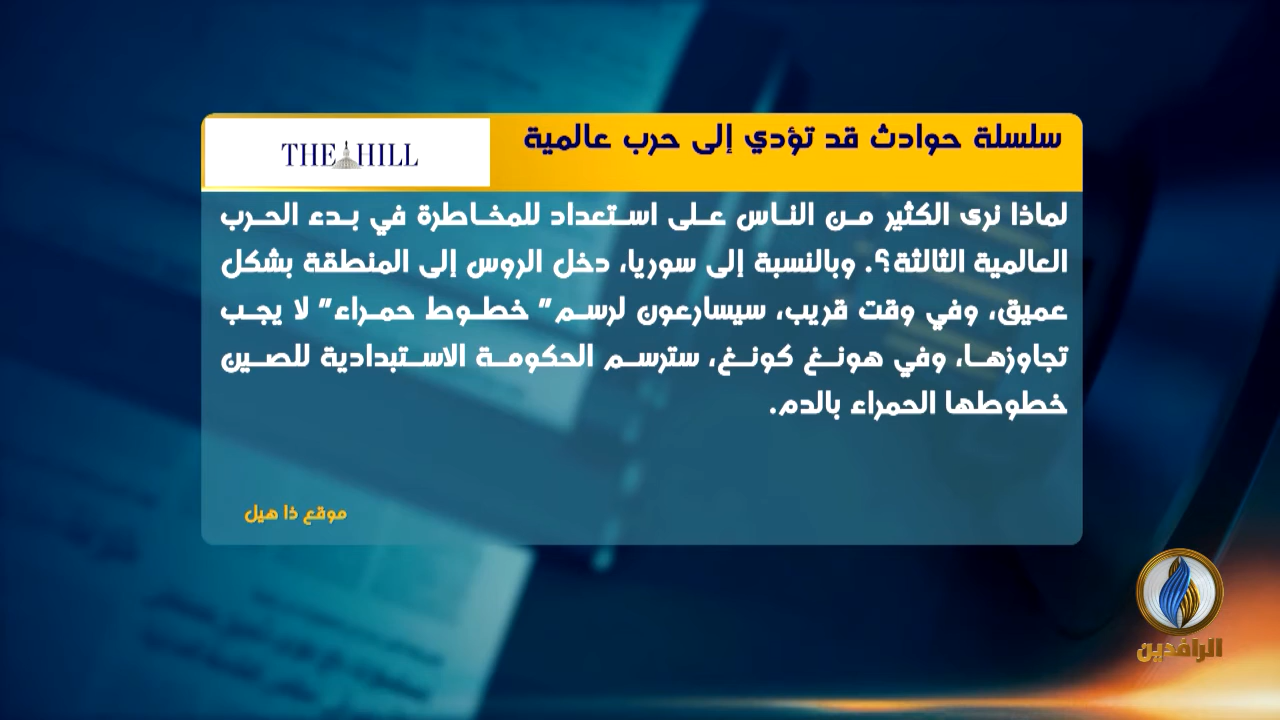 سلسلة حوادث قد تؤدي إلى حرب عالمية
THE HILL
لماذا نرى الكثير من الناس على استعداد للمخاطرة في بدء الحرب
العالمية الثالثة؟. وبالنسبة إلى سوريا، دخل الروس إلى المنطقة بشكل
عميق، وفي وقت قريب، سيسارعون لرسم" خطوط حمراء" لا يجب
تجاوزها، وفي هونغ كونغ، سترسم الحكومة الاستبدادية للصين
خطوطها الحمراء بالدم.
موقع ذا هيل
الرافدين